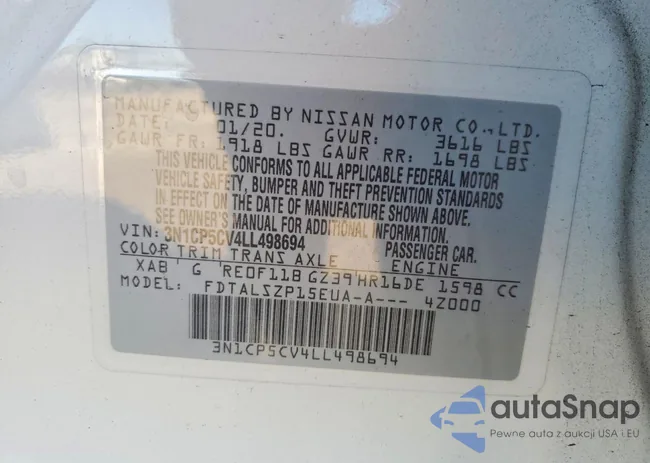 MANUFACTURED BY NISSAN MOTOR CO., LTD.
DATE: 01/20. GVWR: 3616 LBS
GAWR FR: 1918 LBS GAWR RR: 1698 LBS
THIS VEHICLE CONFORMS TO ALL APPLICABLE FEDERAL MOTOR
VEHICLE SAFETY, BUMPER AND THEFT PREVENTION STANDARDS
IN EFFECT ON THE DATE OF MANUFACTURE SHOWN ABOVE.
SEE OWNERS' MANUAL FOR ADDITIONAL INFORMATION.
VIN: 3N1CP5CV4LL498694 PASSENGER CAR.
COLOR TRIM TRANS AXLE ENGINE
XAB G RE0F11B GZ39 HR16DE 1598 CC
MODEL: FDTALSZP15EUA-A--- 4Z000
3N1CP5CV4LL498694
autaSnap
Pewne auta z aukcji USA i EU